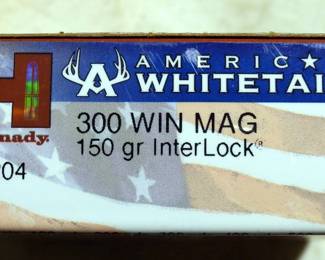 AMERIC
WHITETAI
300 WIN MAG
150 gr InterLock®
nady.
04